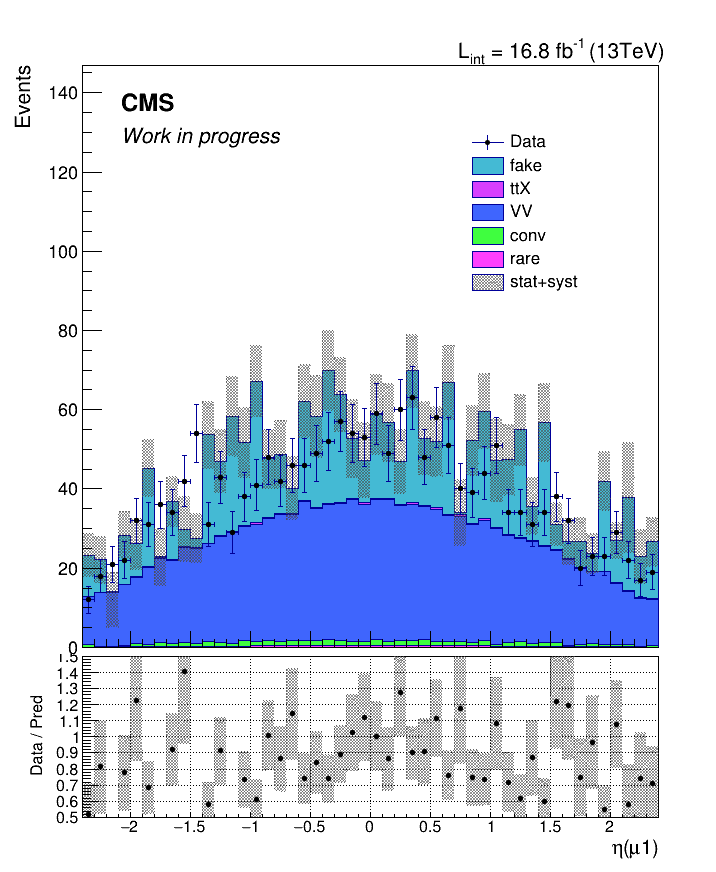 L_int = 16.8 fb^-1 (13TeV)
Events
CMS
Work in progress
Data
fake
ttX
VV
conv
rare
stat+syst
140
120
100
80
60
40
20
0
Data / Pred
1.5
1.4
1.3
1.2
1.1
1
0.9
0.8
0.7
0.6
0.5
−2 −1.5 −1 −0.5 0 0.5 1 1.5 2
η(μ1)